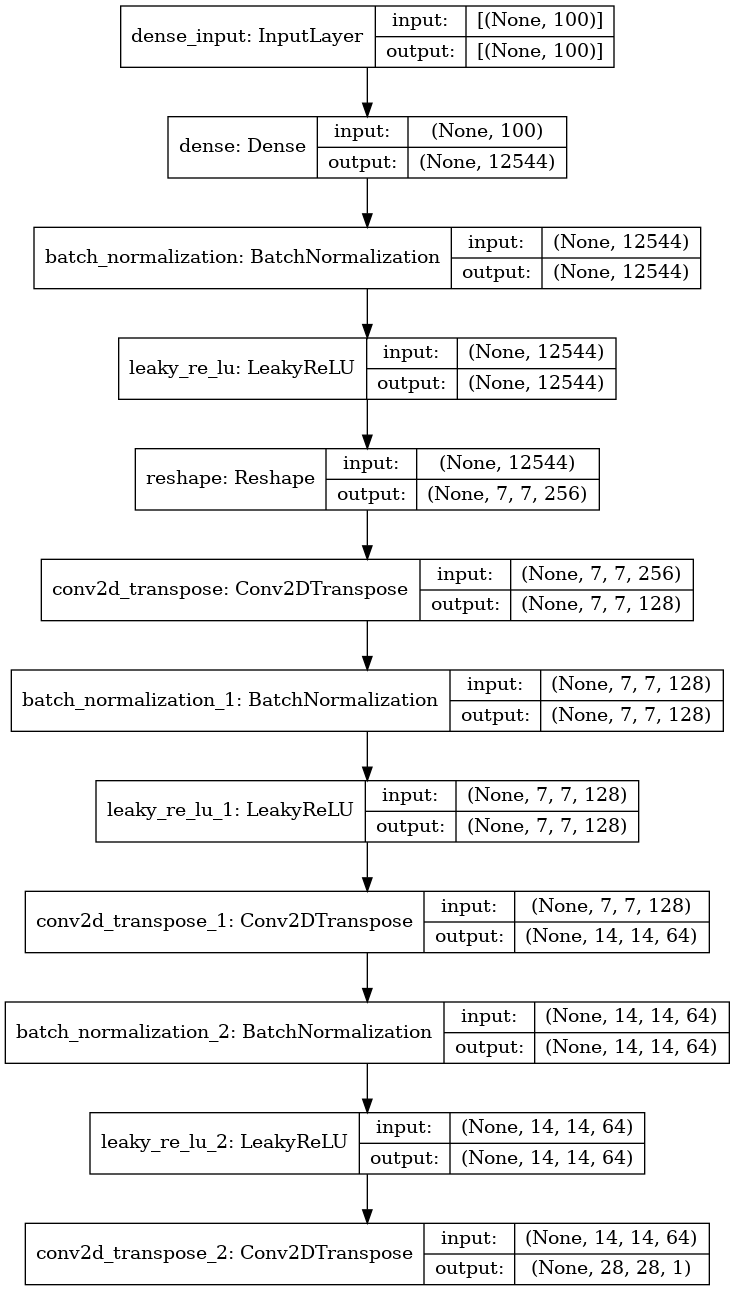 dense_input: InputLayer
input:
[(None, 100)]
output:
[(None, 100)]
dense: Dense
input:
(None, 100)
output:
(None, 12544)
batch_normalization: BatchNormalization
input:
(None, 12544)
output:
(None, 12544)
leaky_re_lu: LeakyReLU
input:
(None, 12544)
output:
(None, 12544)
reshape: Reshape
input:
(None, 12544)
output:
(None, 7, 7, 256)
conv2d_transpose: Conv2DTranspose
input:
(None, 7, 7, 256)
output:
(None, 7, 7, 128)
batch_normalization_1: BatchNormalization
input:
(None, 7, 7, 128)
output:
(None, 7, 7, 128)
leaky_re_lu_1: LeakyReLU
input:
(None, 7, 7, 128)
output:
(None, 7, 7, 128)
conv2d_transpose_1: Conv2DTranspose
input:
(None, 7, 7, 128)
output:
(None, 14, 14, 64)
batch_normalization_2: BatchNormalization
input:
(None, 14, 14, 64)
output:
(None, 14, 14, 64)
leaky_re_lu_2: LeakyReLU
input:
(None, 14, 14, 64)
output:
(None, 14, 14, 64)
conv2d_transpose_2: Conv2DTranspose
input:
(None, 14, 14, 64)
output:
(None, 28, 28, 1)